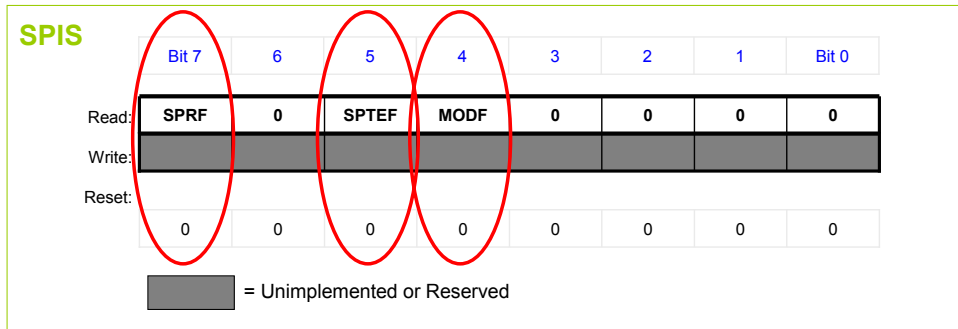 SPIS
Bit 7 6 5 4 3 2 1 Bit 0
Read: SPRF 0 SPTEF MODF 0 0 0 0
Write:
Reset:
0 0 0 0 0 0 0 0
= Unimplemented or Reserved